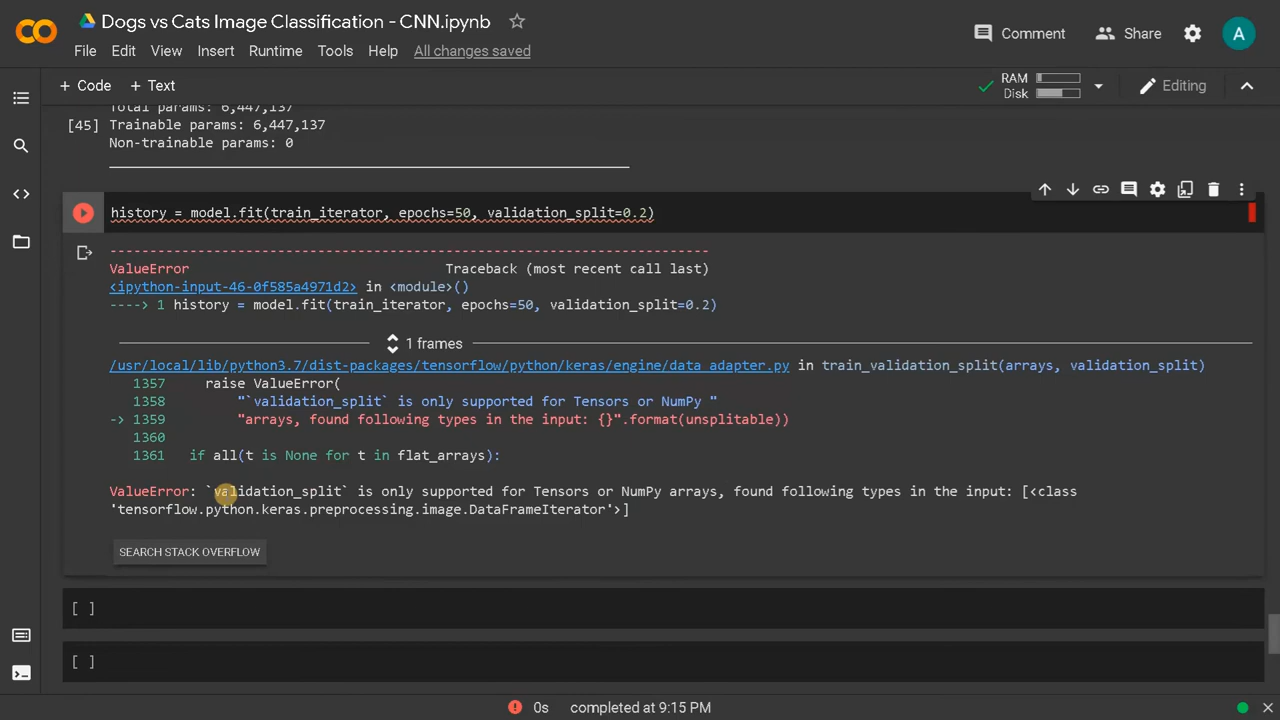 Dogs vs Cats Image Classification - CNN.ipynb
File Edit View Insert Runtime Tools Help All changes saved
Comment Share A
+ Code + Text
RAM
Disk
Editing
Total params: 6,447,137
[45] Trainable params: 6,447,137
Non-trainable params: 0
history = model.fit(train_iterator, epochs=50, validation_split=0.2)
ValueError Traceback (most recent call last)
<ipython-input-46-0f585a4971d2> in <module>()
----> 1 history = model.fit(train_iterator, epochs=50, validation_split=0.2)
1 frames
/usr/local/lib/python3.7/dist-packages/tensorflow/python/keras/engine/data_adapter.py in train_validation_split(arrays, validation_split)
1357 raise ValueError(
1358 "`validation_split` is only supported for Tensors or NumPy "
-> 1359 "arrays, found following types in the input: {}".format(unsplitable))
1360
1361 if all(t is None for t in flat_arrays):
ValueError: `validation_split` is only supported for Tensors or NumPy arrays, found following types in the input: [<class
'tensorflow.python.keras.preprocessing.image.DataFrameIterator'>]
SEARCH STACK OVERFLOW
[ ]
[ ]
0s completed at 9:15 PM